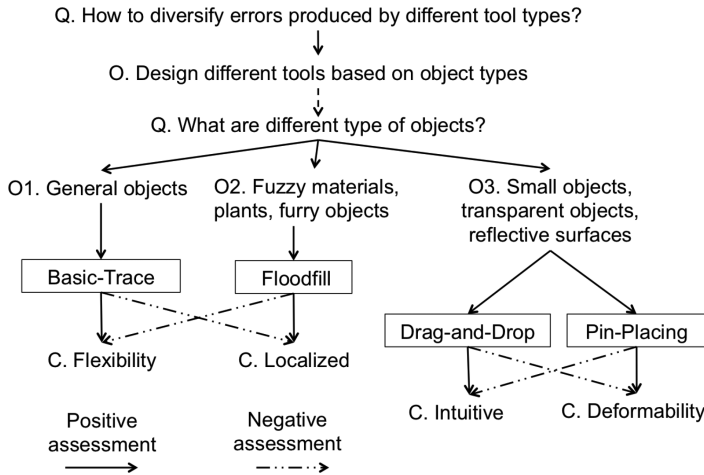 Q. How to diversify errors produced by different tool types?
O. Design different tools based on object types
Q. What are different type of objects?
O1. General objects
O2. Fuzzy materials,
plants, furry objects
O3. Small objects,
transparent objects,
reflective surfaces
Basic-Trace
Floodfill
Drag-and-Drop
Pin-Placing
C. Flexibility
C. Localized
C. Intuitive
C. Deformability
Positive
assessment
Negative
assessment